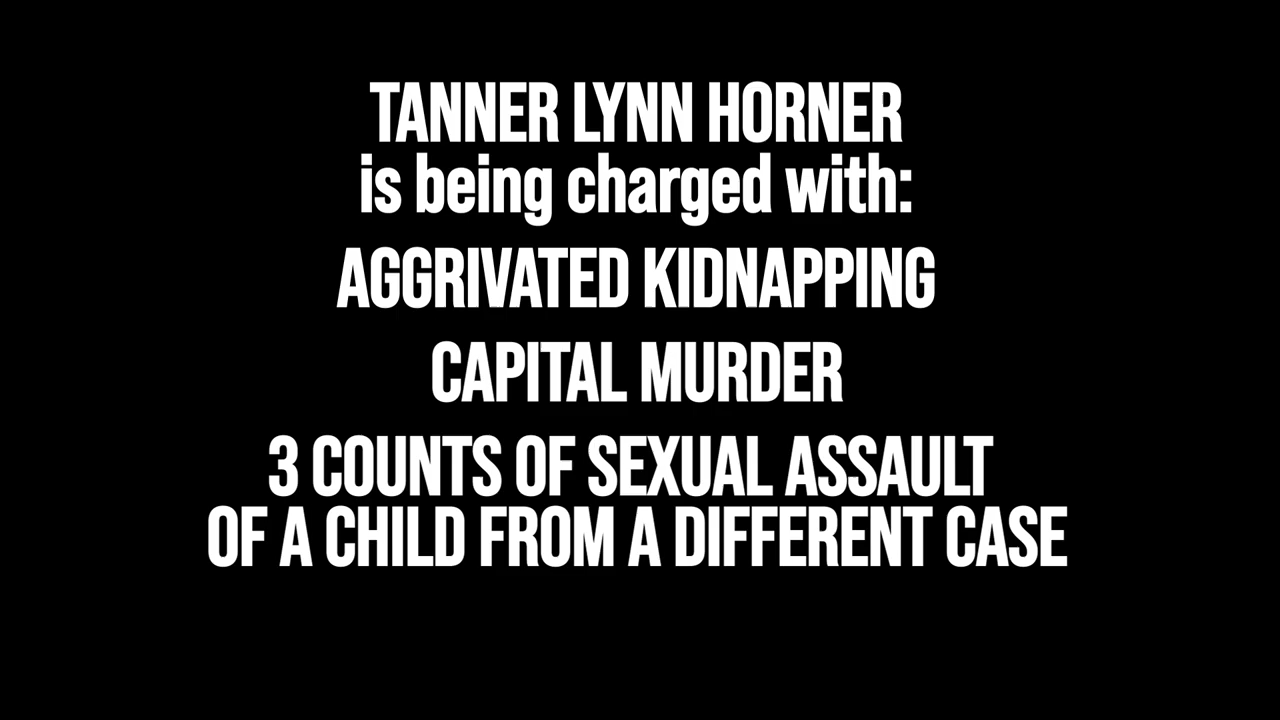 TANNER LYNN HORNER
is being charged with:
AGGRIVATED KIDNAPPING
CAPITAL MURDER
3 COUNTS OF SEXUAL ASSAULT
OF A CHILD FROM A DIFFERENT CASE